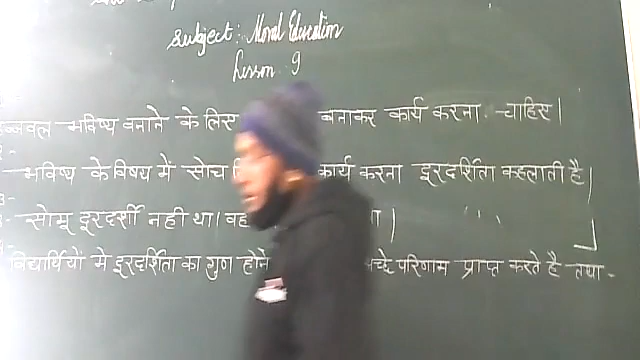 Subject: Moral Education
Lesson 9
उज्जवल भविष्य बनाने के लिस बनाकर कार्य करना चाहिस|
भविष्य के विषय में सोच कार्य करना दूरदर्शिता कहलाती है|
सोमू दूरदर्शी नही था। वह था|
विद्यार्थियों मे दूरदर्शिता का गुण होने परिणाम प्राप्त करते है तथा-